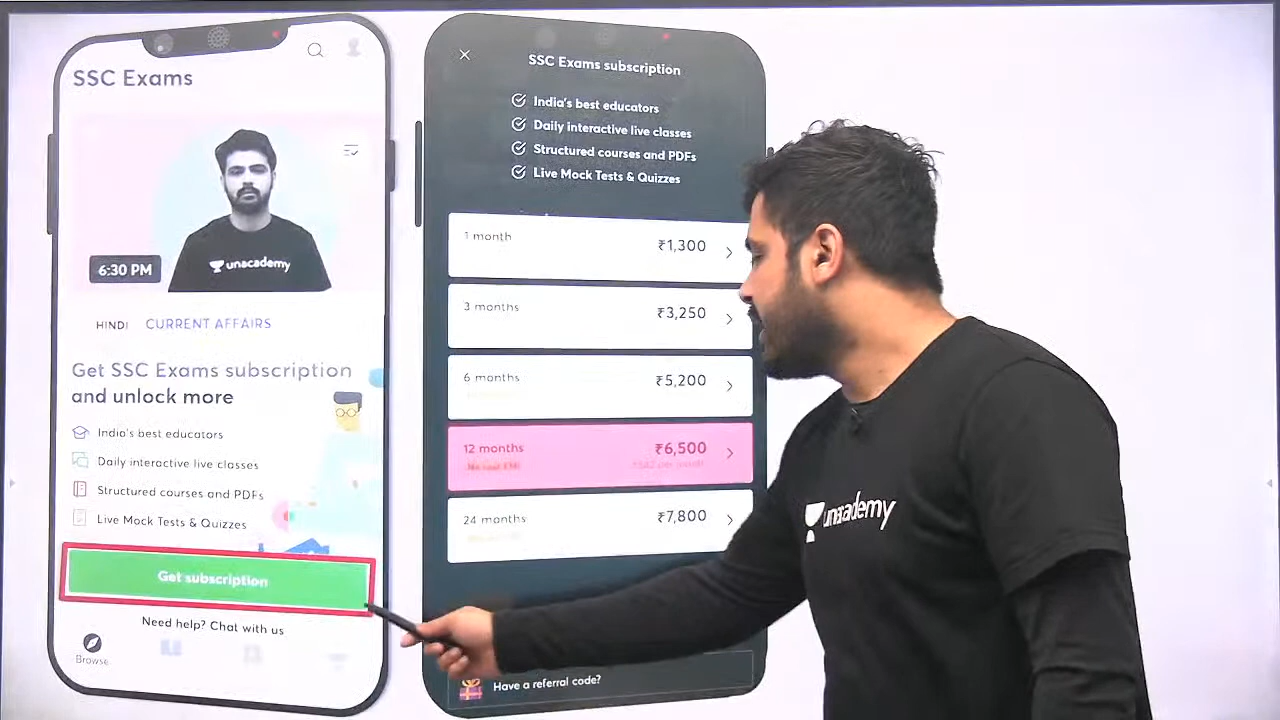 SSC Exams
unacademy
6:30 PM
HINDI CURRENT AFFAIRS
Get SSC Exams subscription
and unlock more
India's best educators
Daily interactive live classes
Structured courses and PDFs
Live Mock Tests & Quizzes
Get subscription
Need help? Chat with us
Browse
SSC Exams subscription
India's best educators
Daily interactive live classes
Structured courses and PDFs
Live Mock Tests & Quizzes
1 month ₹1,300
3 months ₹3,250
6 months ₹5,200
12 months ₹6,500
24 months ₹7,800
Have a referral code?
unacademy